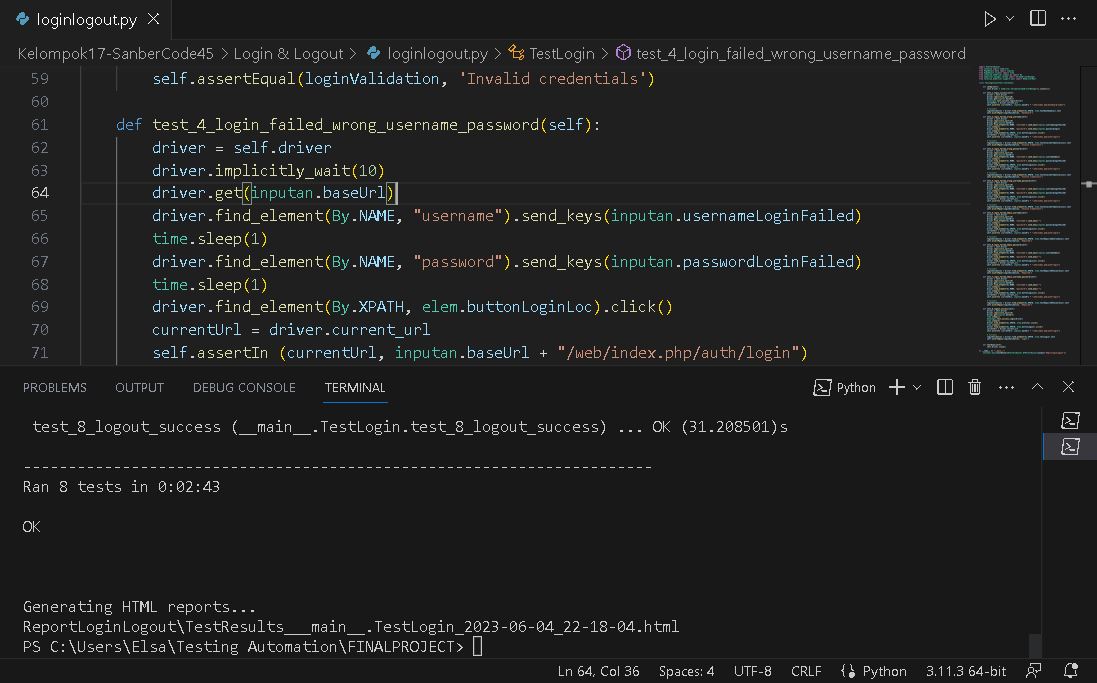 loginlogout.py
Kelompok17-SanberCode45 > Login & Logout > loginlogout.py > TestLogin > test_4_login_failed_wrong_username_password
59 self.assertEqual(loginValidation, 'Invalid credentials')
60
61 def test_4_login_failed_wrong_username_password(self):
62 driver = self.driver
63 driver.implicitly_wait(10)
64 driver.get(inputan.baseUrl)
65 driver.find_element(By.NAME, "username").send_keys(inputan.usernameLoginFailed)
66 time.sleep(1)
67 driver.find_element(By.NAME, "password").send_keys(inputan.passwordLoginFailed)
68 time.sleep(1)
69 driver.find_element(By.XPATH, elem.buttonLoginLoc).click()
70 currentUrl = driver.current_url
71 self.assertIn (currentUrl, inputan.baseUrl + "/web/index.php/auth/login")
PROBLEMS OUTPUT DEBUG CONSOLE TERMINAL Python
test_8_logout_success (__main__.TestLogin.test_8_logout_success) ... OK (31.208501)s
----------------------------------------------------------------------
Ran 8 tests in 0:02:43
OK
Generating HTML reports...
ReportLoginLogout\TestResults___main__.TestLogin_2023-06-04_22-18-04.html
PS C:\Users\Elsa\Testing Automation\FINALPROJECT>
Ln 64, Col 36 Spaces: 4 UTF-8 CRLF {} Python 3.11.3 64-bit